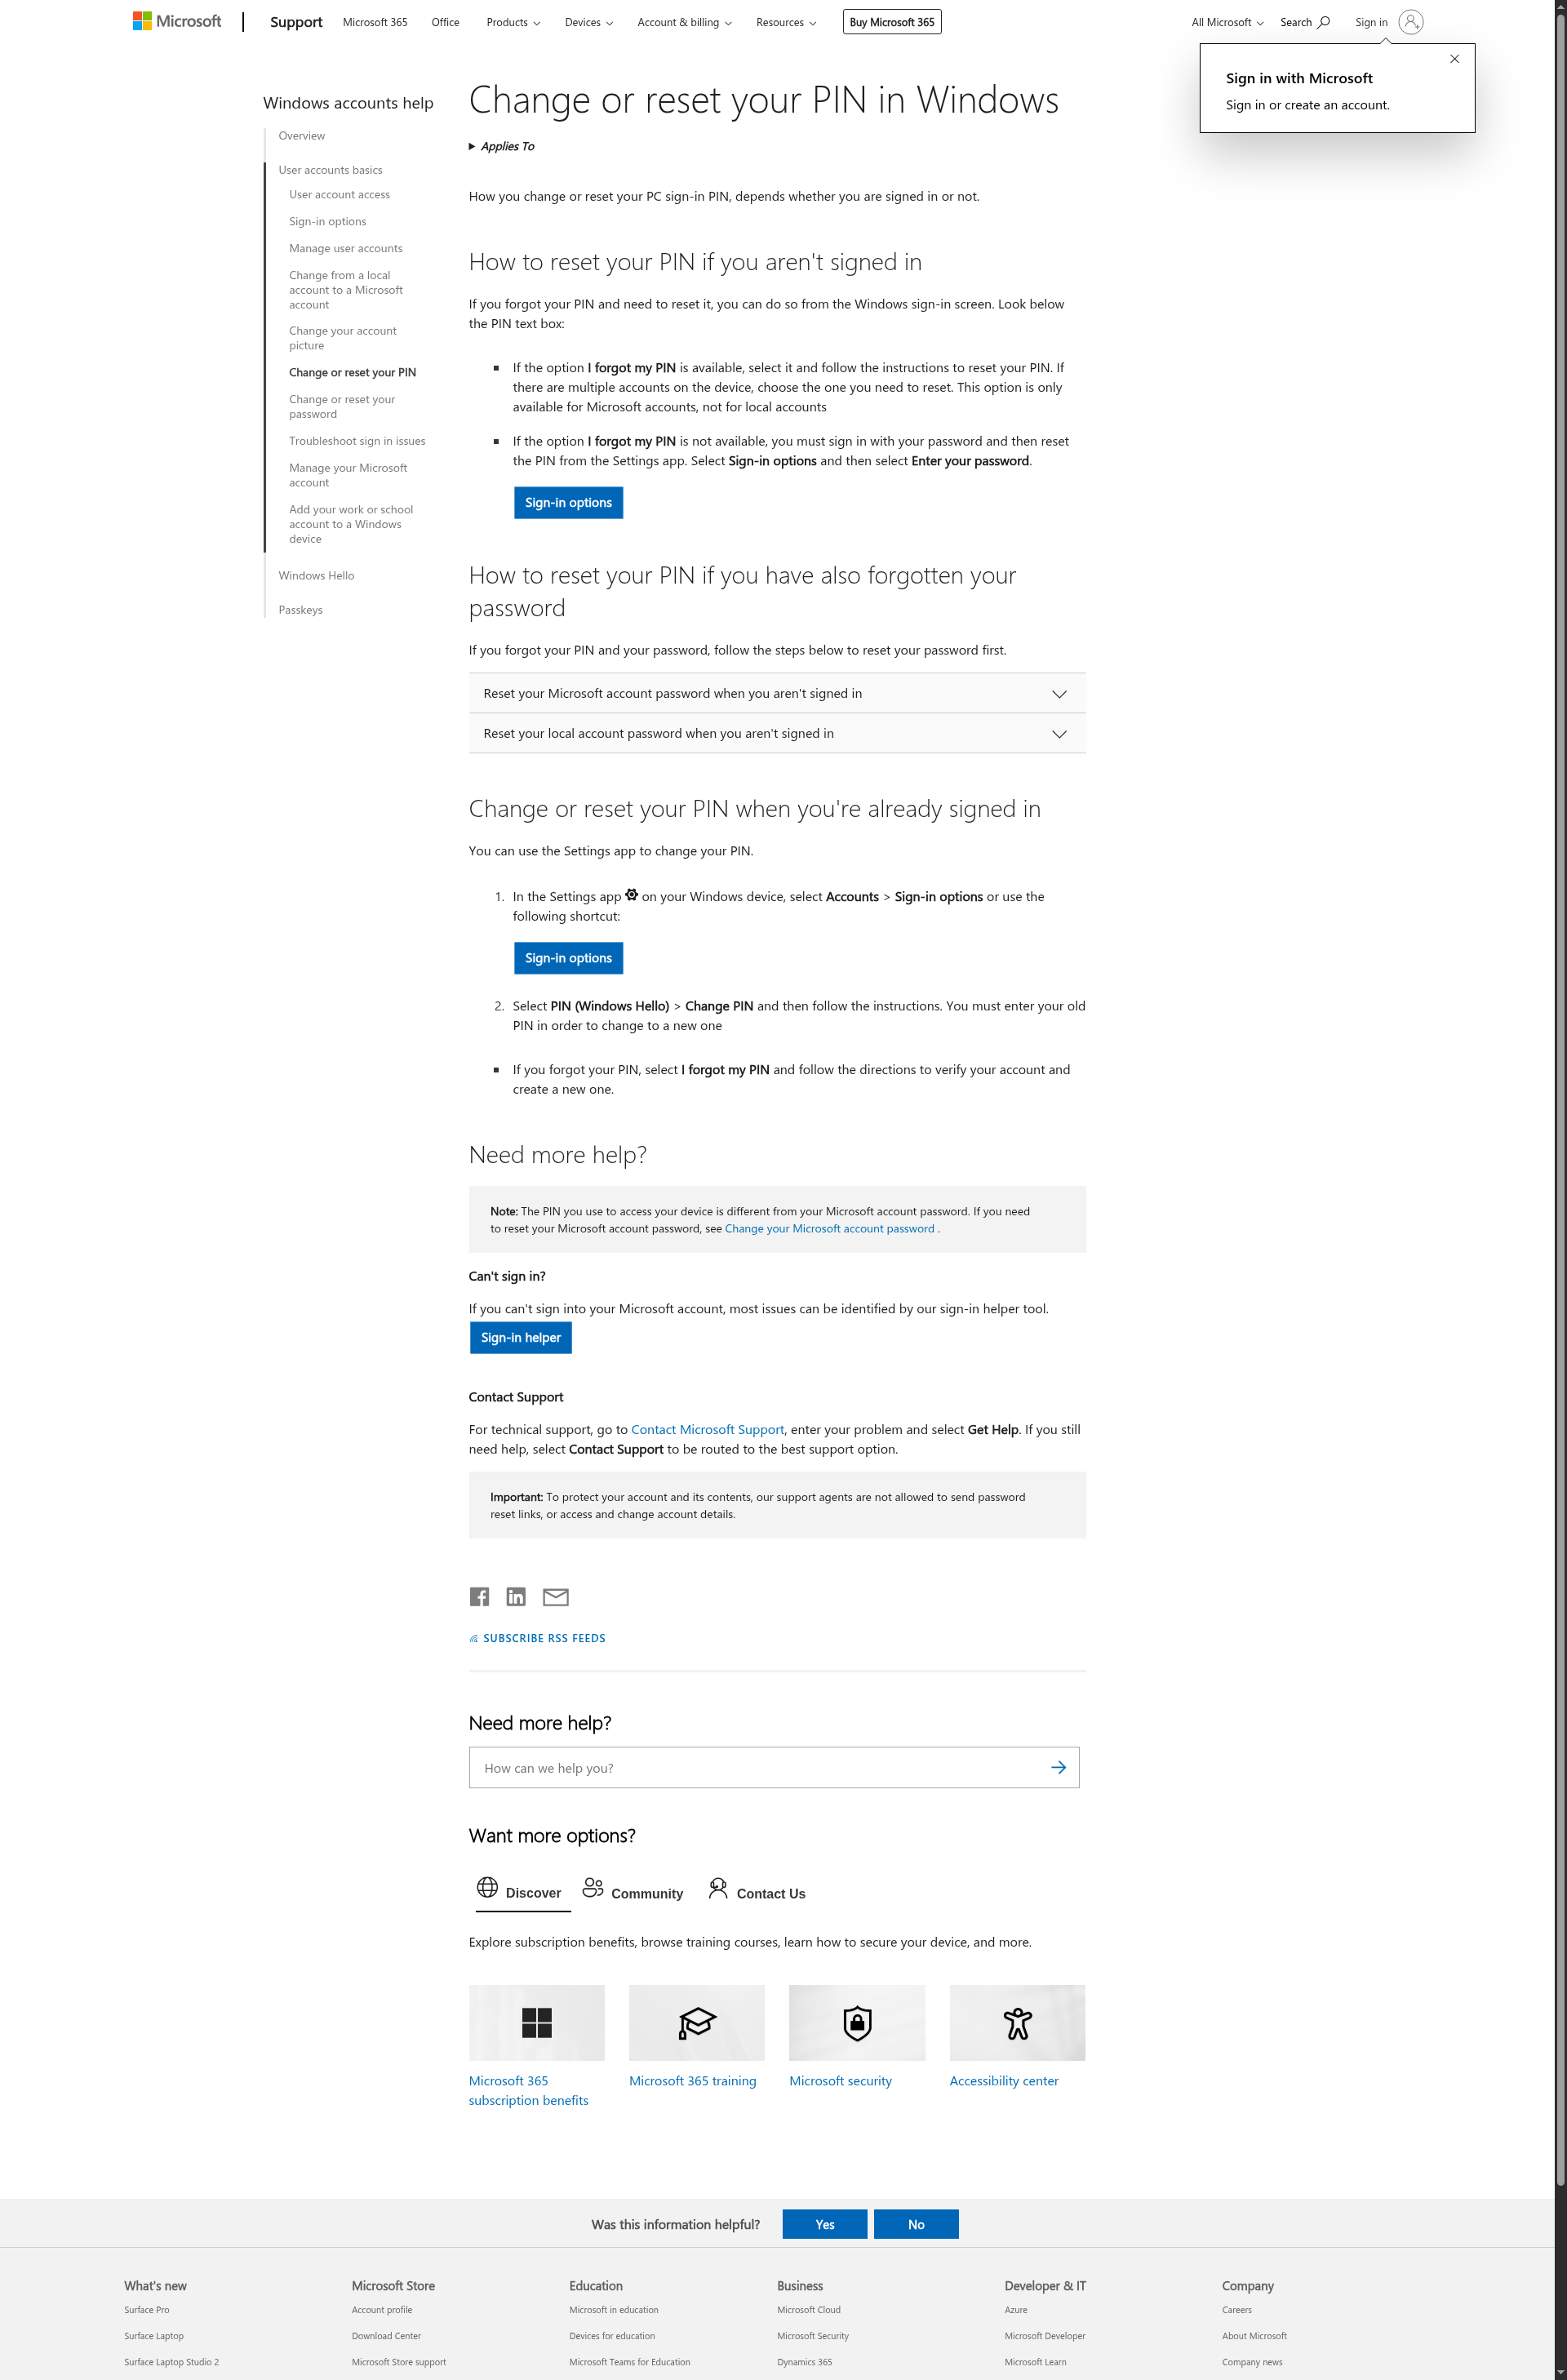 Microsoft
Support
Microsoft 365
Office
Products
Devices
Account & billing
Resources
Buy Microsoft 365
All Microsoft
Search
Sign in
Sign in with Microsoft
Sign in or create an account.
Windows accounts help
Overview
User accounts basics
User account access
Sign-in options
Manage user accounts
Change from a local
account to a Microsoft
account
Change your account
picture
Change or reset your PIN
Change or reset your
password
Troubleshoot sign in issues
Manage your Microsoft
account
Add your work or school
account to a Windows
device
Windows Hello
Passkeys
Change or reset your PIN in Windows
Applies To
How you change or reset your PC sign-in PIN, depends whether you are signed in or not.
How to reset your PIN if you aren't signed in
If you forgot your PIN and need to reset it, you can do so from the Windows sign-in screen. Look below
the PIN text box:
If the option I forgot my PIN is available, select it and follow the instructions to reset your PIN. If
there are multiple accounts on the device, choose the one you need to reset. This option is only
available for Microsoft accounts, not for local accounts
If the option I forgot my PIN is not available, you must sign in with your password and then reset
the PIN from the Settings app. Select Sign-in options and then select Enter your password.
Sign-in options
How to reset your PIN if you have also forgotten your
password
If you forgot your PIN and your password, follow the steps below to reset your password first.
Reset your Microsoft account password when you aren't signed in
Reset your local account password when you aren't signed in
Change or reset your PIN when you're already signed in
You can use the Settings app to change your PIN.
1. In the Settings app on your Windows device, select Accounts > Sign-in options or use the
following shortcut:
Sign-in options
2. Select PIN (Windows Hello) > Change PIN and then follow the instructions. You must enter your old
PIN in order to change to a new one
If you forgot your PIN, select I forgot my PIN and follow the directions to verify your account and
create a new one.
Need more help?
Note: The PIN you use to access your device is different from your Microsoft account password. If you need
to reset your Microsoft account password, see Change your Microsoft account password .
Can't sign in?
If you can't sign into your Microsoft account, most issues can be identified by our sign-in helper tool.
Sign-in helper
Contact Support
For technical support, go to Contact Microsoft Support, enter your problem and select Get Help. If you still
need help, select Contact Support to be routed to the best support option.
Important: To protect your account and its contents, our support agents are not allowed to send password
reset links, or access and change account details.
SUBSCRIBE RSS FEEDS
Need more help?
How can we help you?
Want more options?
Discover
Community
Contact Us
Explore subscription benefits, browse training courses, learn how to secure your device, and more.
Microsoft 365
subscription benefits
Microsoft 365 training
Microsoft security
Accessibility center
Was this information helpful?
Yes
No
What's new
Surface Pro
Surface Laptop
Surface Laptop Studio 2
Microsoft Store
Account profile
Download Center
Microsoft Store support
Education
Microsoft in education
Devices for education
Microsoft Teams for Education
Business
Microsoft Cloud
Microsoft Security
Dynamics 365
Developer & IT
Azure
Microsoft Developer
Microsoft Learn
Company
Careers
About Microsoft
Company news